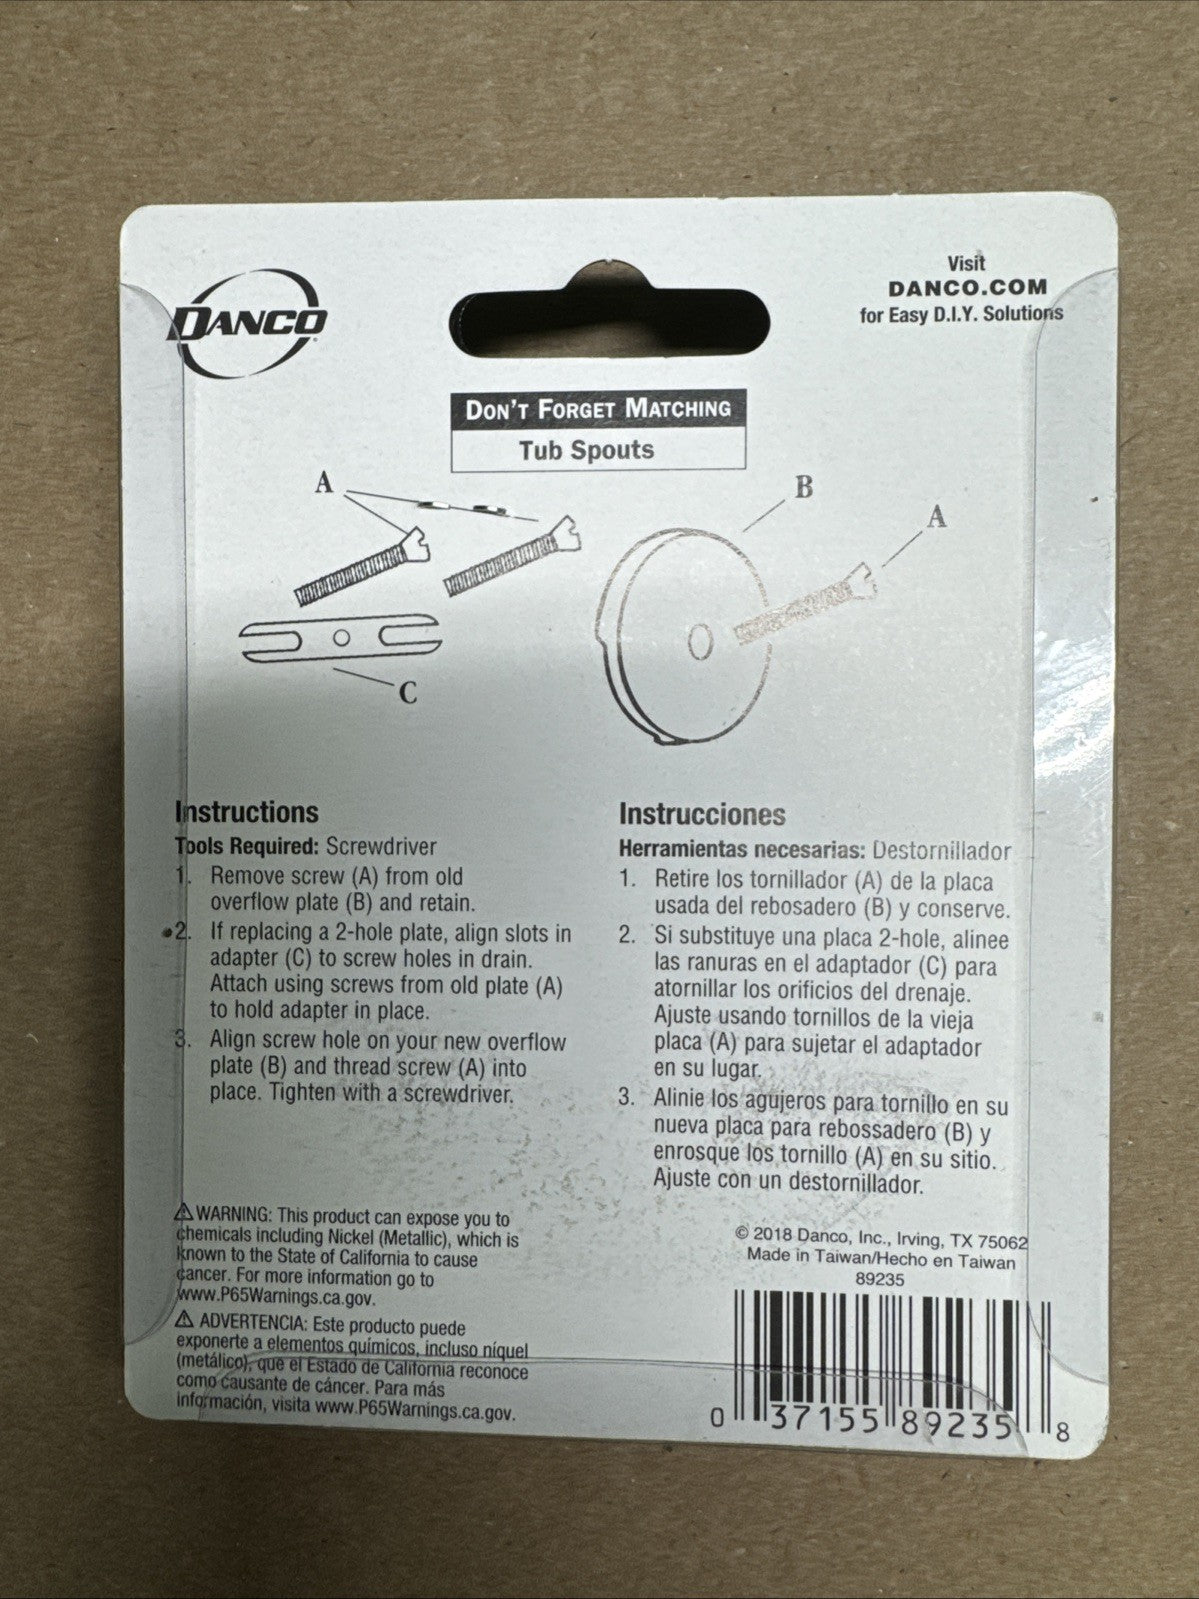 DANCO
Visit
DANCO.COM
for Easy D.I.Y. Solutions
DON'T FORGET MATCHING
Tub Spouts
A
B
A
C
Instructions
Tools Required: Screwdriver
1. Remove screw (A) from old
overflow plate (B) and retain.
2. If replacing a 2-hole plate, align slots in
adapter (C) to screw holes in drain.
Attach using screws from old plate (A)
to hold adapter in place.
3. Align screw hole on your new overflow
plate (B) and thread screw (A) into
place. Tighten with a screwdriver.
Instrucciones
Herramientas necesarias: Destornillador
1. Retire los tornillador (A) de la placa
usada del rebosadero (B) y conserve.
2. Si substituye una placa 2-hole, alinee
las ranuras en el adaptador (C) para
atornillar los orificios del drenaje.
Ajuste usando tornillos de la vieja
placa (A) para sujetar el adaptador
en su lugar.
3. Alinie los agujeros para tornillo en su
nueva placa para rebossadero (B) y
enrosque los tornillo (A) en su sitio.
Ajuste con un destornillador.
⚠WARNING: This product can expose you to
chemicals including Nickel (Metallic), which is
known to the State of California to cause
cancer. For more information go to
www.P65Warnings.ca.gov.
⚠ ADVERTENCIA: Este producto puede
exponerte a elementos químicos, incluso níquel
(metálico), que el Estado de California reconoce
como causante de cáncer. Para más
información, visita www.P65Warnings.ca.gov.
© 2018 Danco, Inc., Irving, TX 75062
Made in Taiwan/Hecho en Taiwan
89235
0 37155 89235 8